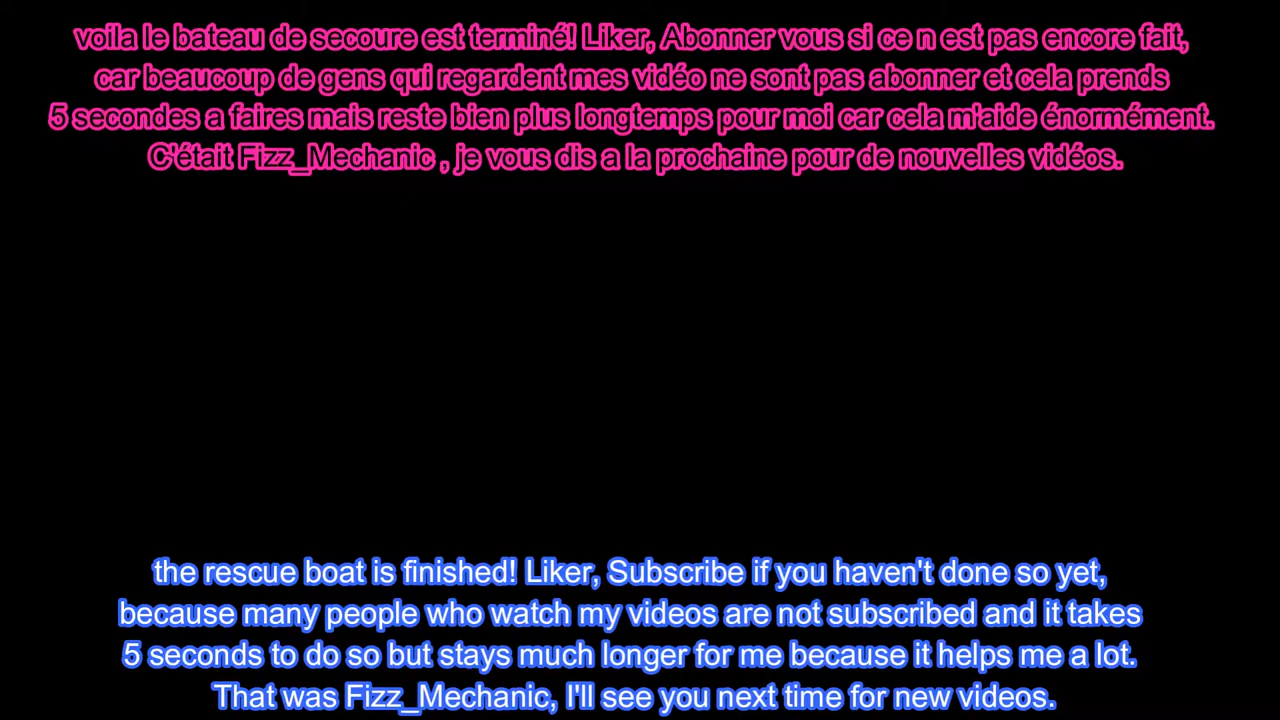 voila le bateau de secoure est terminé! Liker, Abonner vous si ce n est pas encore fait,
car beaucoup de gens qui regardent mes vidéo ne sont pas abonner et cela prends
5 secondes a faires mais reste bien plus longtemps pour moi car cela m'aide énormément.
C'était Fizz_Mechanic , je vous dis a la prochaine pour de nouvelles vidéos.
the rescue boat is finished! Liker, Subscribe if you haven't done so yet,
because many people who watch my videos are not subscribed and it takes
5 seconds to do so but stays much longer for me because it helps me a lot.
That was Fizz_Mechanic, I'll see you next time for new videos.